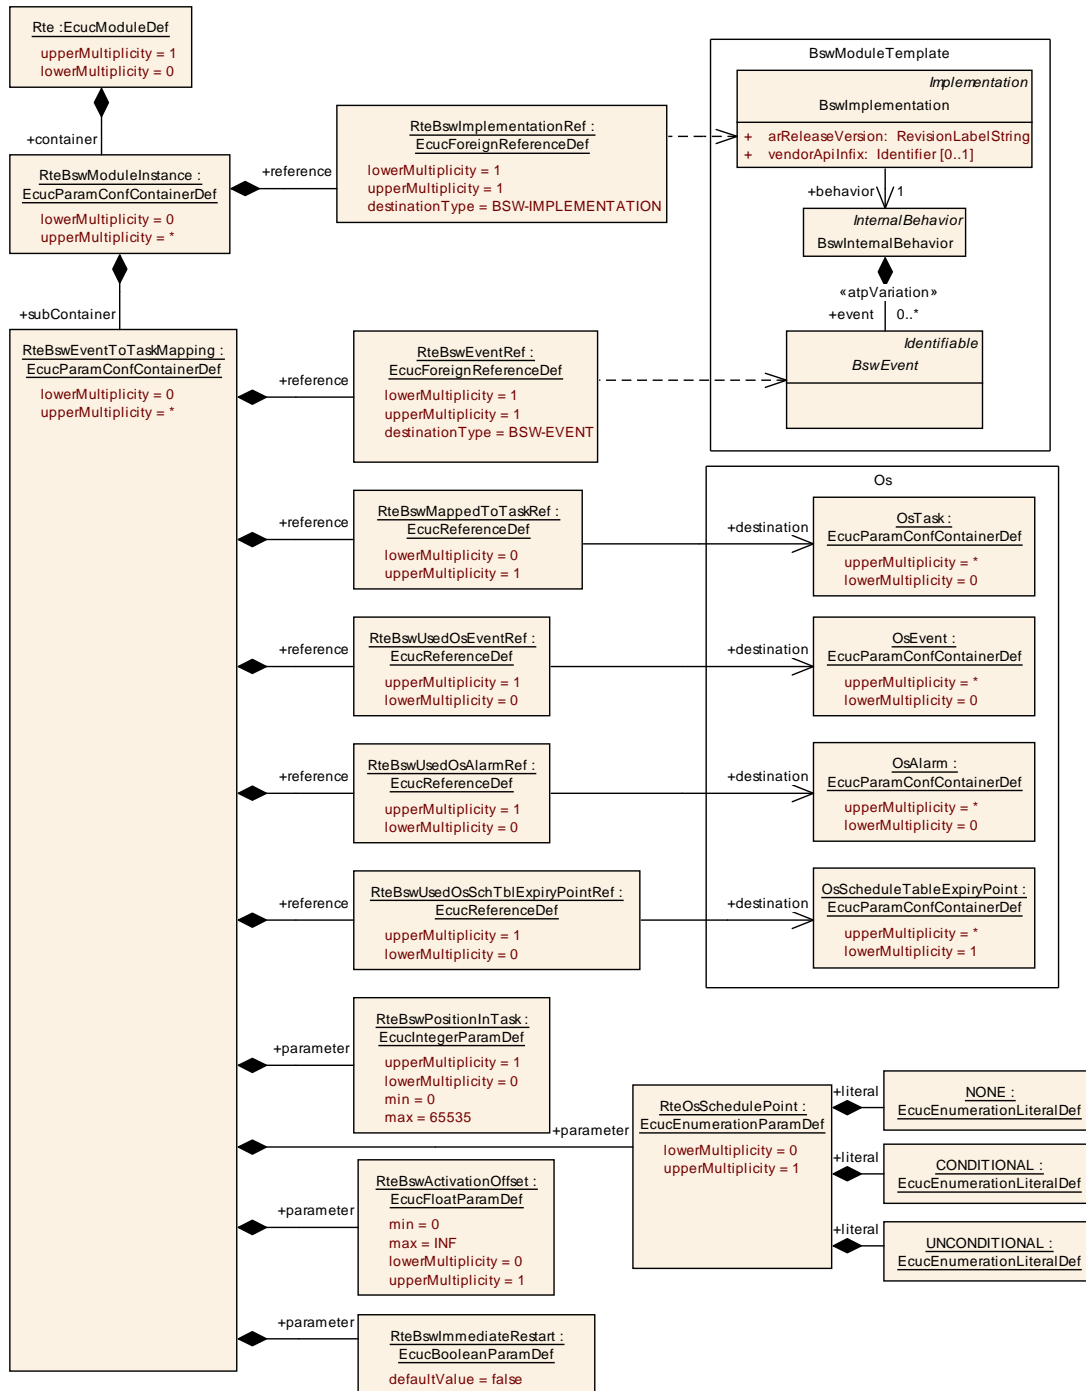 Rte :EcucModuleDef
upperMultiplicity = 1
lowerMultiplicity = 0
+container
RteBswModuleInstance :
EcucParamConfContainerDef
lowerMultiplicity = 0
upperMultiplicity = *
+reference
RteBswImplementationRef :
EcucForeignReferenceDef
lowerMultiplicity = 1
upperMultiplicity = 1
destinationType = BSW-IMPLEMENTATION
BswModuleTemplate
Implementation
BswImplementation
+ arReleaseVersion: RevisionLabelString
+ vendorApiInfix: Identifier [0..1]
+behavior 1
InternalBehavior
BswInternalBehavior
«atpVariation»
+event 0..*
Identifiable
BswEvent
+subContainer
RteBswEventToTaskMapping :
EcucParamConfContainerDef
lowerMultiplicity = 0
upperMultiplicity = *
+reference
RteBswEventRef :
EcucForeignReferenceDef
lowerMultiplicity = 1
upperMultiplicity = 1
destinationType = BSW-EVENT
Os
+reference
RteBswMappedToTaskRef :
EcucReferenceDef
lowerMultiplicity = 0
upperMultiplicity = 1
+destination
OsTask :
EcucParamConfContainerDef
upperMultiplicity = *
lowerMultiplicity = 0
+reference
RteBswUsedOsEventRef :
EcucReferenceDef
upperMultiplicity = 1
lowerMultiplicity = 0
+destination
OsEvent :
EcucParamConfContainerDef
upperMultiplicity = *
lowerMultiplicity = 0
+reference
RteBswUsedOsAlarmRef :
EcucReferenceDef
upperMultiplicity = 1
lowerMultiplicity = 0
+destination
OsAlarm :
EcucParamConfContainerDef
upperMultiplicity = *
lowerMultiplicity = 0
+reference
RteBswUsedOsSchTblExpiryPointRef :
EcucReferenceDef
upperMultiplicity = 1
lowerMultiplicity = 0
+destination
OsScheduleTableExpiryPoint :
EcucParamConfContainerDef
upperMultiplicity = *
lowerMultiplicity = 1
+parameter
RteBswPositionInTask :
EcucIntegerParamDef
upperMultiplicity = 1
lowerMultiplicity = 0
min = 0
max = 65535
+parameter
RteOsSchedulePoint :
EcucEnumerationParamDef
lowerMultiplicity = 0
upperMultiplicity = 1
+literal
NONE :
EcucEnumerationLiteralDef
+literal
CONDITIONAL :
EcucEnumerationLiteralDef
+literal
UNCONDITIONAL :
EcucEnumerationLiteralDef
+parameter
RteBswActivationOffset :
EcucFloatParamDef
min = 0
max = INF
lowerMultiplicity = 0
upperMultiplicity = 1
+parameter
RteBswImmediateRestart :
EcucBooleanParamDef
defaultValue = false